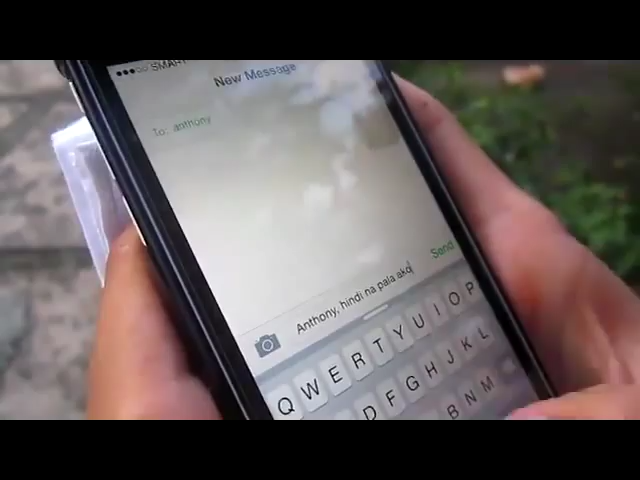 SMART
New Message
To: anthony
Anthony, hindi na pala ako
Send
Q W E R T Y U I O P
D F G H J K L
B N M